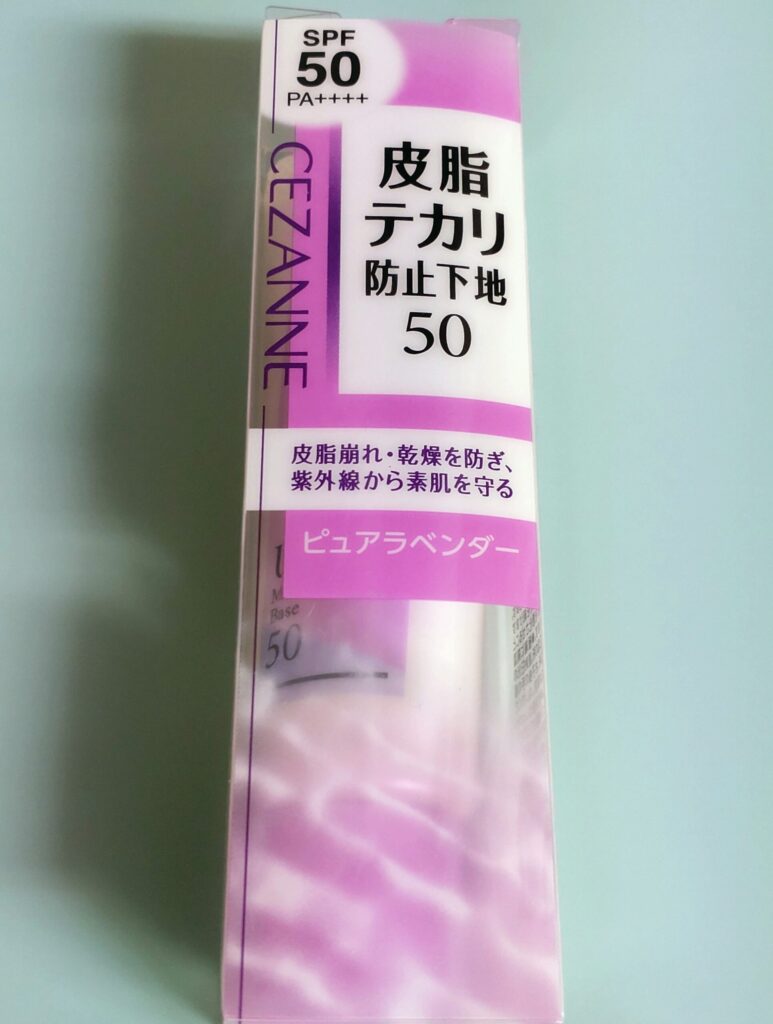 SPF
50
PA++++
CEZANNE
皮脂
テカリ
防止下地
50
皮脂崩れ・乾燥を防ぎ、
紫外線から素肌を守る
ピュアラベンダー
Base
50